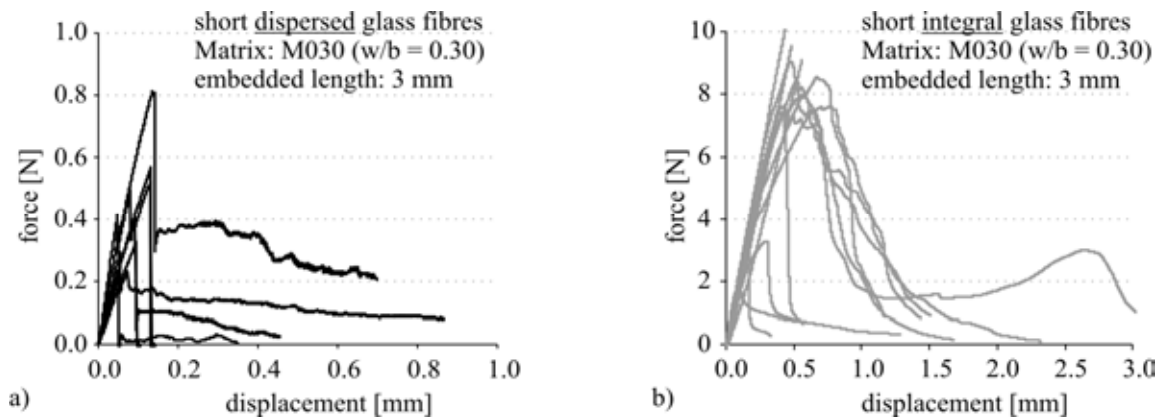 short dispersed glass fibres
Matrix: M030 (w/b = 0.30)
embedded length: 3 mm
1.0
0.8
0.6
0.4
0.2
0.0
force [N]
0.0 0.2 0.4 0.6 0.8 1.0
displacement [mm]
a)
short integral glass fibres
Matrix: M030 (w/b = 0.30)
embedded length: 3 mm
10
8
6
4
2
0
force [N]
0.0 0.5 1.0 1.5 2.0 2.5 3.0
displacement [mm]
b)